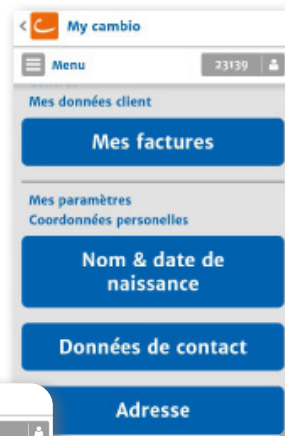 My cambio
Menu 23139
Mes données client
Mes factures
Mes paramètres
Coordonnées personelles
Nom & date de
naissance
Données de contact
Adresse